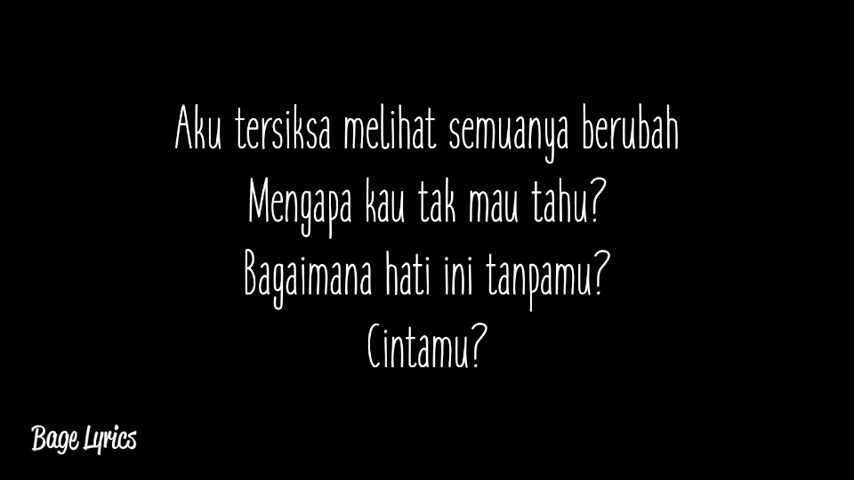 Aku tersiksa melihat semuanya berubah
Mengapa kau tak mau tahu?
Bagaimana hati ini tanpamu?
Cintamu?
Bage Lyrics